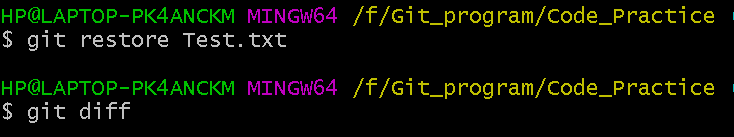 HP@LAPTOP-PK4ANCKM MINGW64 /f/Git_program/Code_Practice
$ git restore Test.txt
HP@LAPTOP-PK4ANCKM MINGW64 /f/Git_program/Code_Practice
$ git diff